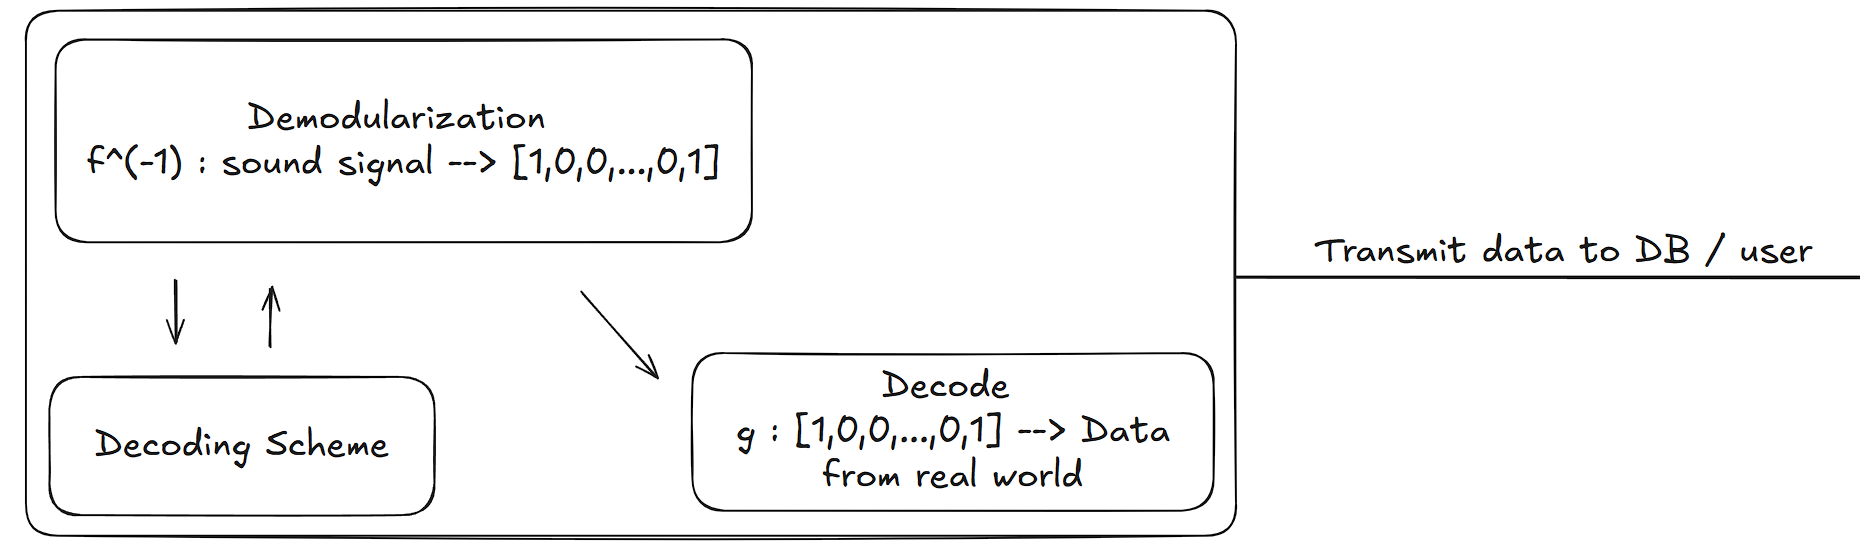 Demodularization
f^(-1) : sound signal --> [1,0,0,...,0,1]
Transmit data to DB / user
Decoding Scheme
Decode
g : [1,0,0,...,0,1] --> Data
from real world